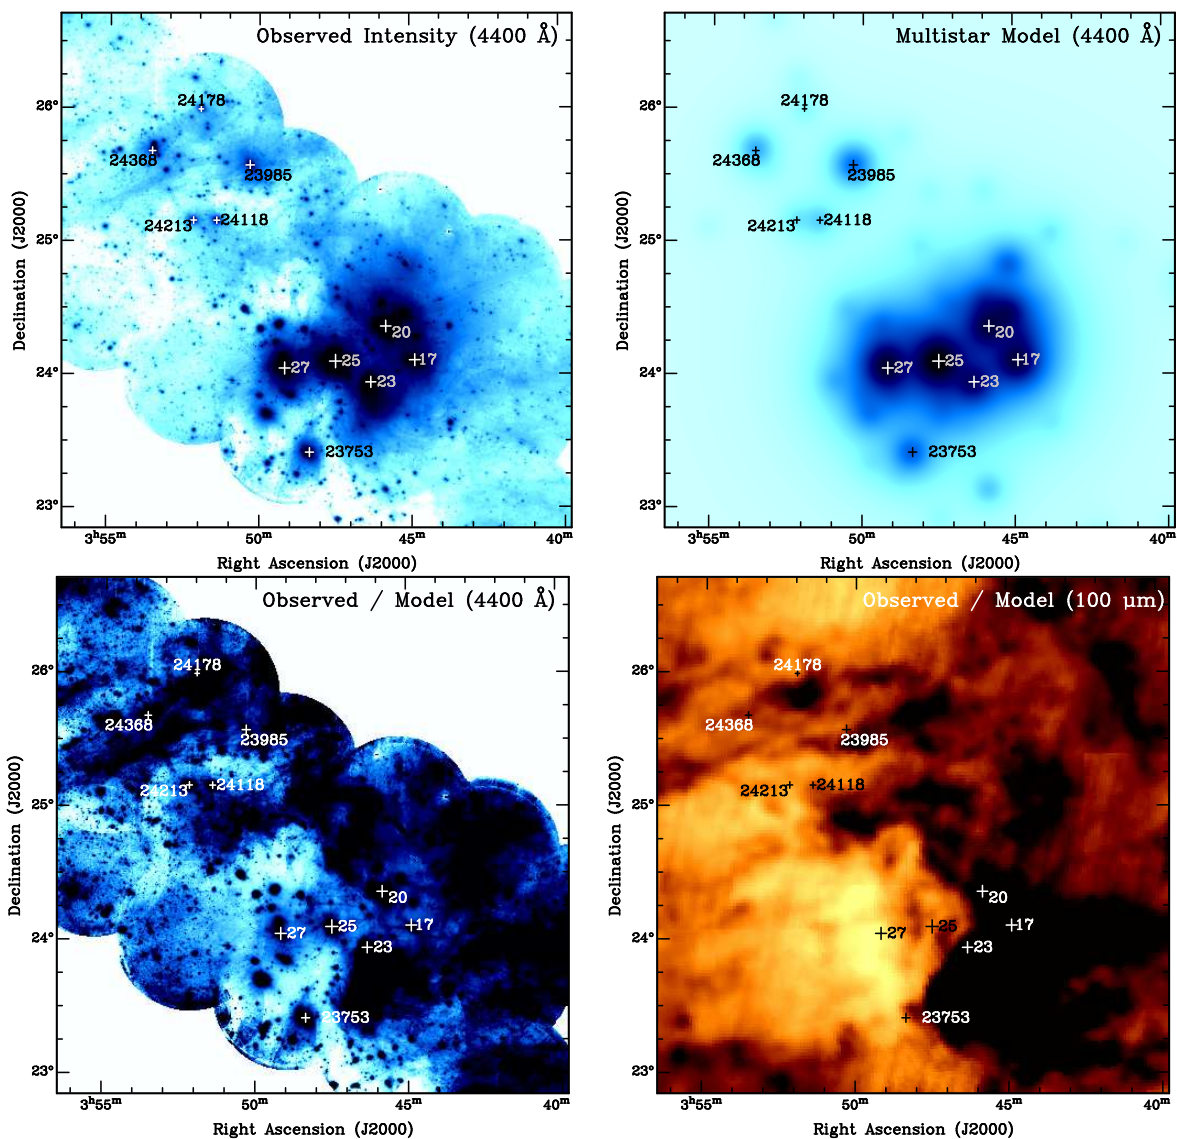 Observed Intensity (4400 Å)
26°
25°
24°
23°
Declination (J2000)
24178
24368
23985
24213
24118
20
17
25
27
23
23753
3ʰ55ᵐ
50ᵐ
45ᵐ
40ᵐ
Right Ascension (J2000)
Multistar Model (4400 Å)
26°
25°
24°
23°
Declination (J2000)
24178
24368
23985
24213
24118
20
17
25
27
23
23753
3ʰ55ᵐ
50ᵐ
45ᵐ
40ᵐ
Right Ascension (J2000)
Observed / Model (4400 Å)
26°
25°
24°
23°
Declination (J2000)
24178
24368
23985
24213
24118
20
17
25
27
23
23753
3ʰ55ᵐ
50ᵐ
45ᵐ
40ᵐ
Right Ascension (J2000)
Observed / Model (100 μm)
26°
25°
24°
23°
Declination (J2000)
24178
24368
23985
24213
24118
20
17
25
27
23
23753
3ʰ55ᵐ
50ᵐ
45ᵐ
40ᵐ
Right Ascension (J2000)